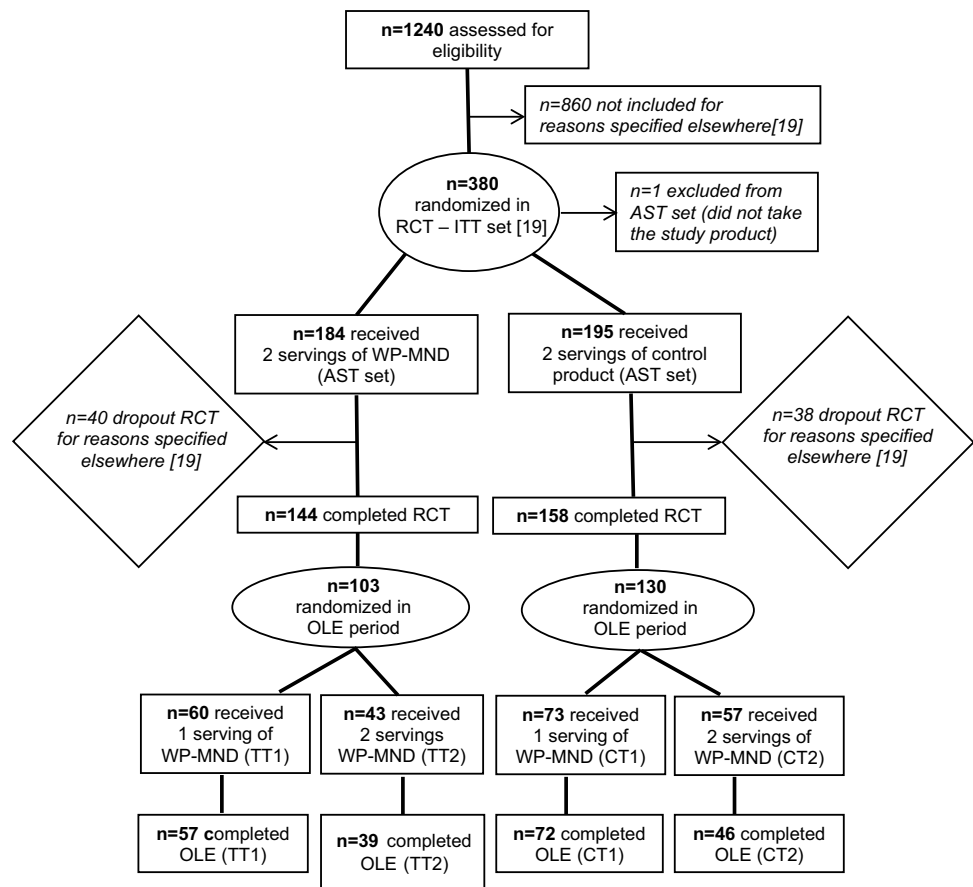 n=1240 assessed for
eligibility
n=860 not included for
reasons specified elsewhere[19]
n=380
randomized in
RCT – ITT set [19]
n=1 excluded from
AST set (did not take
the study product)
n=184 received
2 servings of WP-MND
(AST set)
n=195 received
2 servings of control
product (AST set)
n=40 dropout RCT
for reasons specified
elsewhere [19]
n=38 dropout RCT
for reasons specified
elsewhere [19]
n=144 completed RCT
n=158 completed RCT
n=103
randomized in
OLE period
n=130
randomized in
OLE period
n=60 received
1 serving of
WP-MND (TT1)
n=43 received
2 servings
WP-MND (TT2)
n=73 received
1 serving of
WP-MND (CT1)
n=57 received
2 servings of
WP-MND (CT2)
n=57 completed
OLE (TT1)
n=39 completed
OLE (TT2)
n=72 completed
OLE (CT1)
n=46 completed
OLE (CT2)